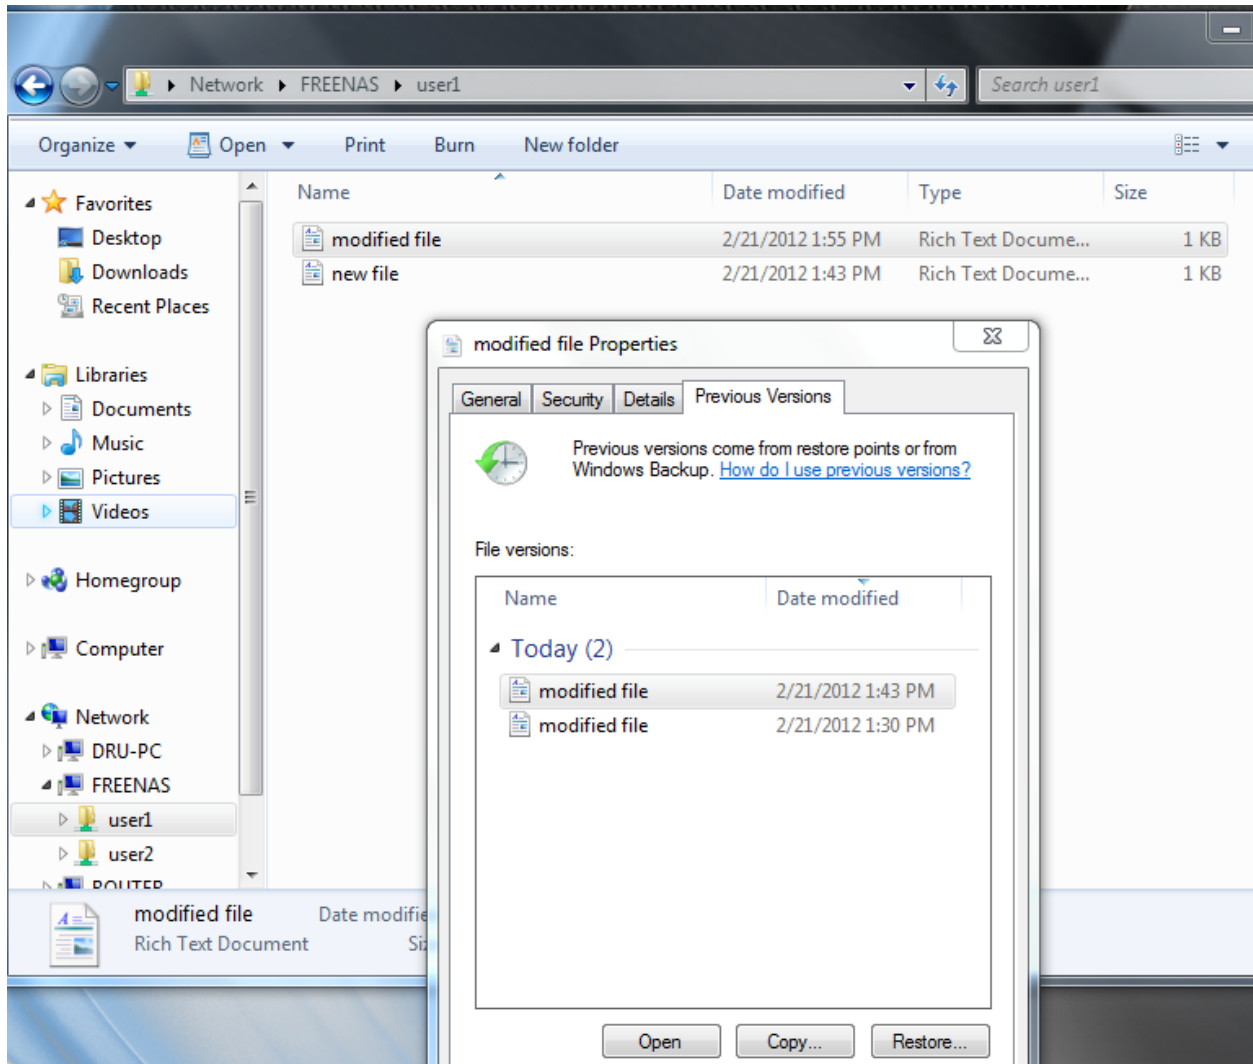 Network ▸ FREENAS ▸ user1
Search user1
Organize Open Print Burn New folder
Name Date modified Type Size
modified file 2/21/2012 1:55 PM Rich Text Docume... 1 KB
new file 2/21/2012 1:43 PM Rich Text Docume... 1 KB
Favorites
Desktop
Downloads
Recent Places
Libraries
Documents
Music
Pictures
Videos
Homegroup
Computer
Network
DRU-PC
FREENAS
user1
user2
ROUTER
modified file Properties
General Security Details Previous Versions
Previous versions come from restore points or from
Windows Backup. How do I use previous versions?
File versions:
Name Date modified
Today (2)
modified file 2/21/2012 1:43 PM
modified file 2/21/2012 1:30 PM
Open Copy... Restore...
modified file Date modifie
Rich Text Document Siz